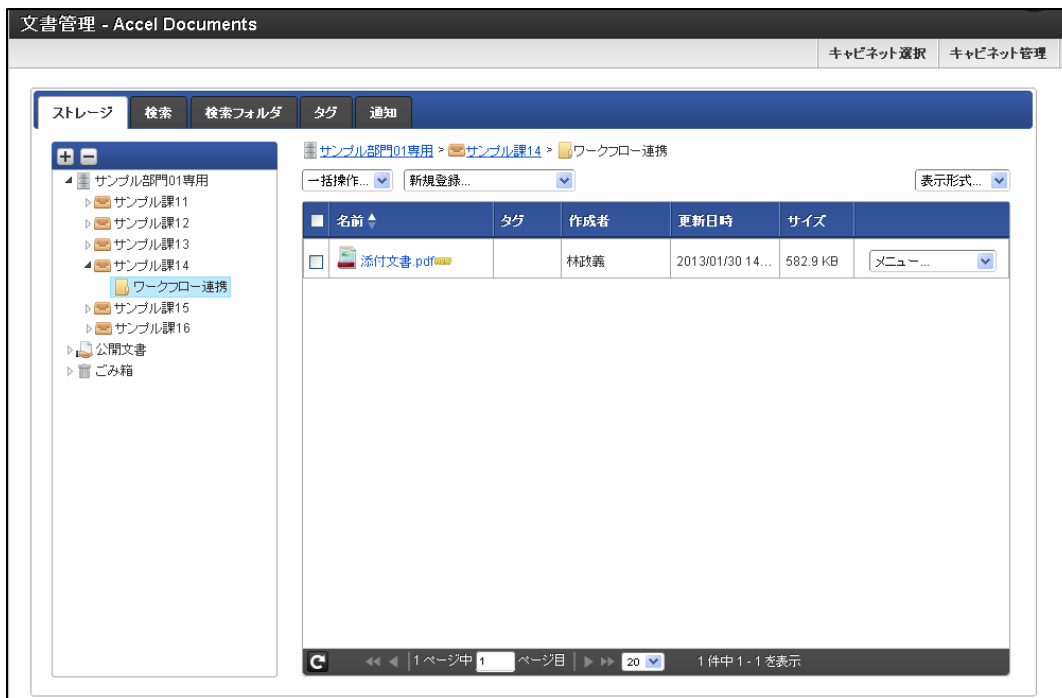 文書管理 - Accel Documents
キャビネット選択 キャビネット管理
ストレージ 検索 検索フォルダ タグ 通知
サンプル部門01専用 > サンプル課14 > ワークフロー連携
一括操作... 新規登録... 表示形式...
サンプル部門01専用
サンプル課11
サンプル課12
サンプル課13
サンプル課14
ワークフロー連携
サンプル課15
サンプル課16
公開文書
ごみ箱
名前 タグ 作成者 更新日時 サイズ
添付文書.pdf 林政義 2013/01/30 14... 582.9 KB メニュー...
1 ページ中 1 ページ目 20 1 件中 1 - 1 を表示